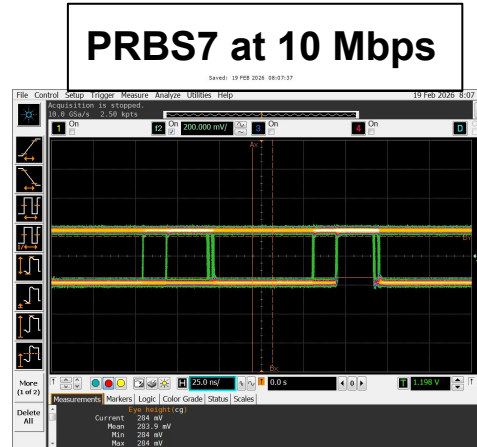 PRBS7 at 10 Mbps
Saved: 19 FEB 2026 08:07:37
File Control Setup Trigger Measure Analyze Utilities Help 19 Feb 2026 8:07
Acquisition is stopped.
10.0 GSa/s 2.50 kpts
1 On f2 On 200.000 mV/ 3 On 4 On D
Ax
Bx
More
(1 of 2)
Delete
All
H 25.0 ns/ 0.0 s 0 T 1.198 V T
Measurements Markers Logic Color Grade Status Scales
Eye height(cg)
Current 284 mV
Mean 283.9 mV
Min 284 mV
Max 284 mV